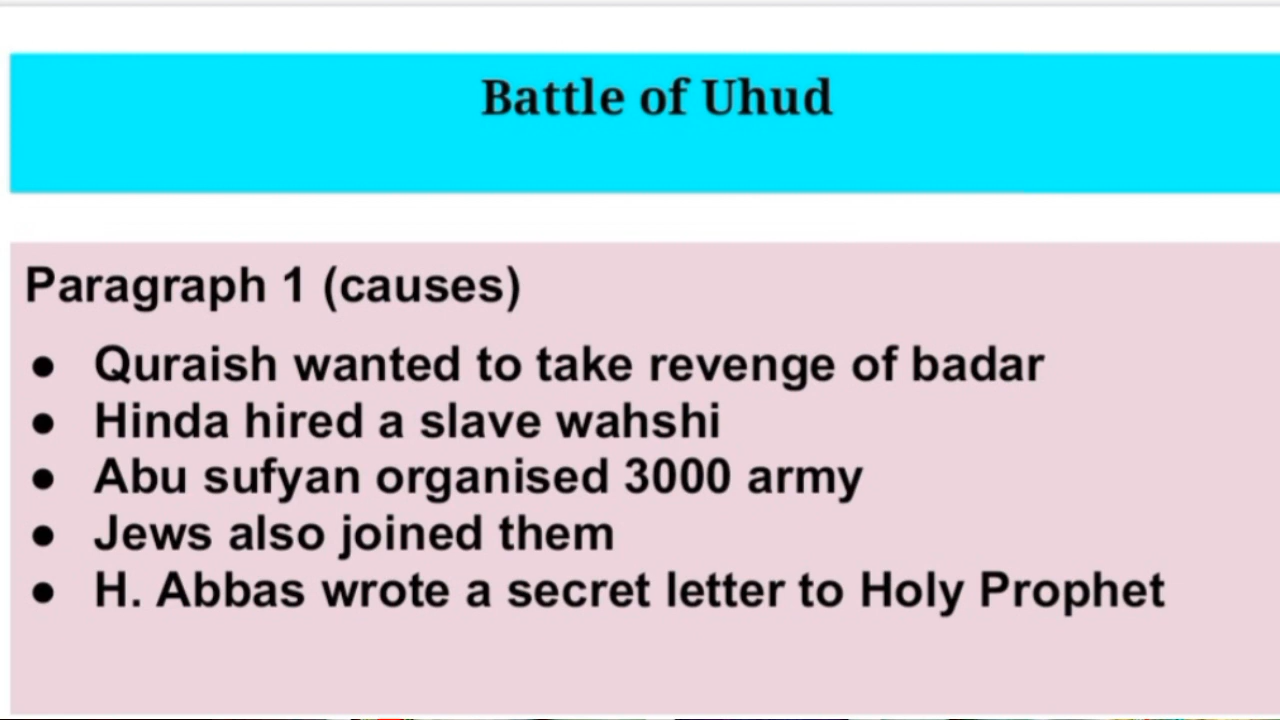 Battle of Uhud
Paragraph 1 (causes)
● Quraish wanted to take revenge of badar
● Hinda hired a slave wahshi
● Abu sufyan organised 3000 army
● Jews also joined them
● H. Abbas wrote a secret letter to Holy Prophet